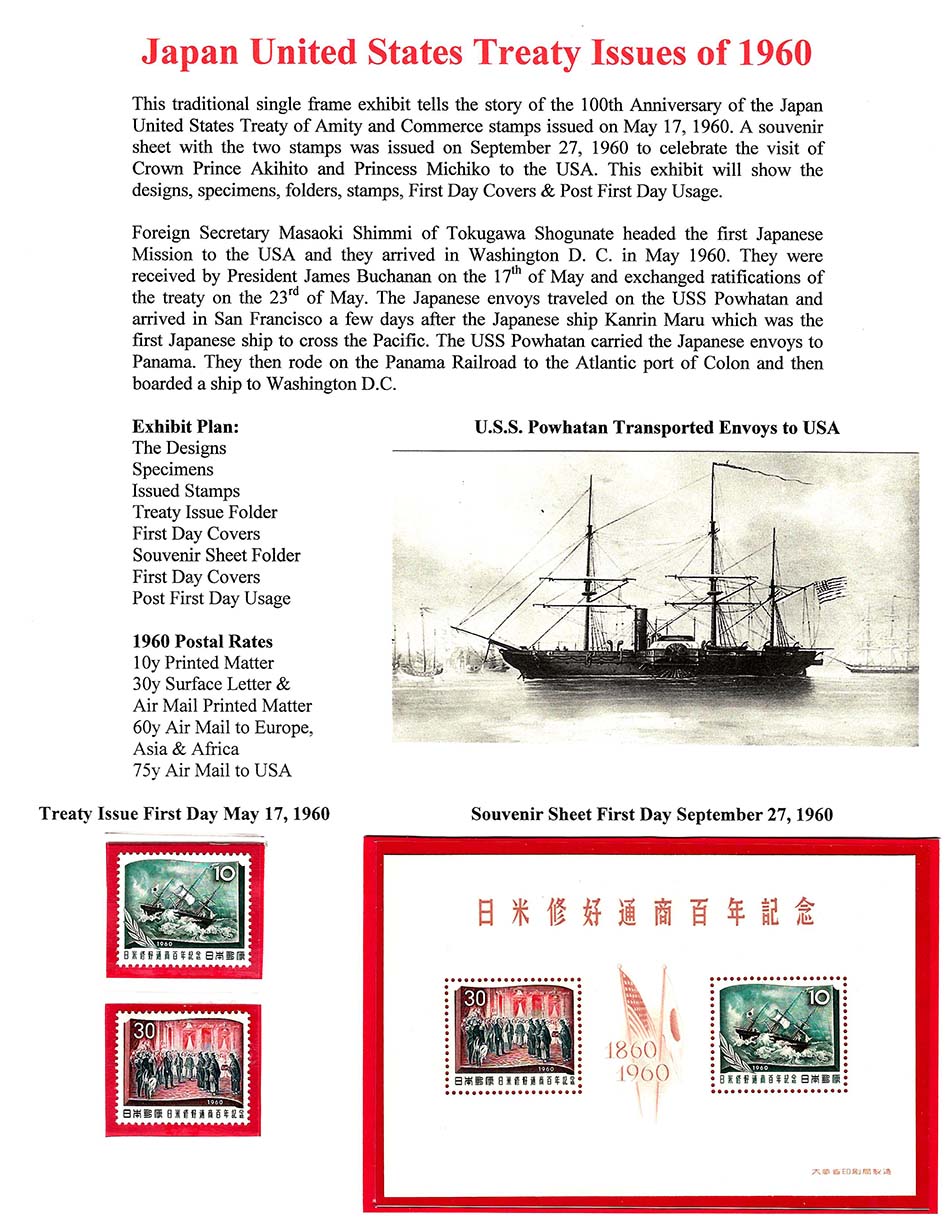 Japan United States Treaty Issues of 1960
This traditional single frame exhibit tells the story of the 100th Anniversary of the Japan
United States Treaty of Amity and Commerce stamps issued on May 17, 1960. A souvenir
sheet with the two stamps was issued on September 27, 1960 to celebrate the visit of
Crown Prince Akihito and Princess Michiko to the USA. This exhibit will show the
designs, specimens, folders, stamps, First Day Covers & Post First Day Usage.
Foreign Secretary Masaoki Shimmi of Tokugawa Shogunate headed the first Japanese
Mission to the USA and they arrived in Washington D. C. in May 1960. They were
received by President James Buchanan on the 17th of May and exchanged ratifications of
the treaty on the 23rd of May. The Japanese envoys traveled on the USS Powhatan and
arrived in San Francisco a few days after the Japanese ship Kanrin Maru which was the
first Japanese ship to cross the Pacific. The USS Powhatan carried the Japanese envoys to
Panama. They then rode on the Panama Railroad to the Atlantic port of Colon and then
boarded a ship to Washington D.C.
Exhibit Plan:
The Designs
Specimens
Issued Stamps
Treaty Issue Folder
First Day Covers
Souvenir Sheet Folder
First Day Covers
Post First Day Usage
1960 Postal Rates
10y Printed Matter
30y Surface Letter &
Air Mail Printed Matter
60y Air Mail to Europe,
Asia & Africa
75y Air Mail to USA
U.S.S. Powhatan Transported Envoys to USA
Treaty Issue First Day May 17, 1960
10
1960
日米修好通商百年記念 日本郵便
30
1960
日本郵便 日米修好通商百年記念
Souvenir Sheet First Day September 27, 1960
日米修好通商百年記念
30
1960
日本郵便 日米修好通商百年記念
1860
1960
10
1960
日米修好通商百年記念 日本郵便
大蔵省印刷局製造